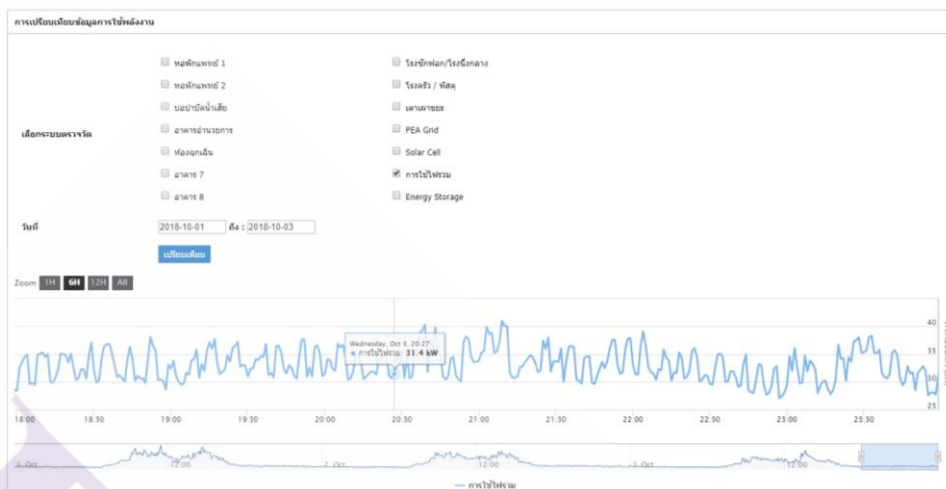 การเปรียบเทียบข้อมูลการใช้พลังงาน
เลือกระบบตรวจวัด
หอพักแพทย์ 1
หอพักแพทย์ 2
บ่อบำบัดน้ำเสีย
อาคารอำนวยการ
ห้องฉุกเฉิน
อาคาร 7
อาคาร 8
โรงซักฟอก/โรงนึ่งกลาง
โรงครัว / พัสดุ
เตาเผาขยะ
PEA Grid
Solar Cell
การใช้ไฟรวม
Energy Storage
วันที่ 2018-10-01 ถึง : 2018-10-03
เปรียบเทียบ
Zoom 1H 6H 12H All
Wednesday, Oct 3, 20:27
การใช้ไฟรวม: 31.4 kW
40
35
30
25
18:00 18:30 19:00 19:30 20:00 20:30 21:00 21:30 22:00 22:30 23:00 23:30
1. Oct 12:00 2. Oct 12:00 3. Oct 12:00
การใช้ไฟรวม